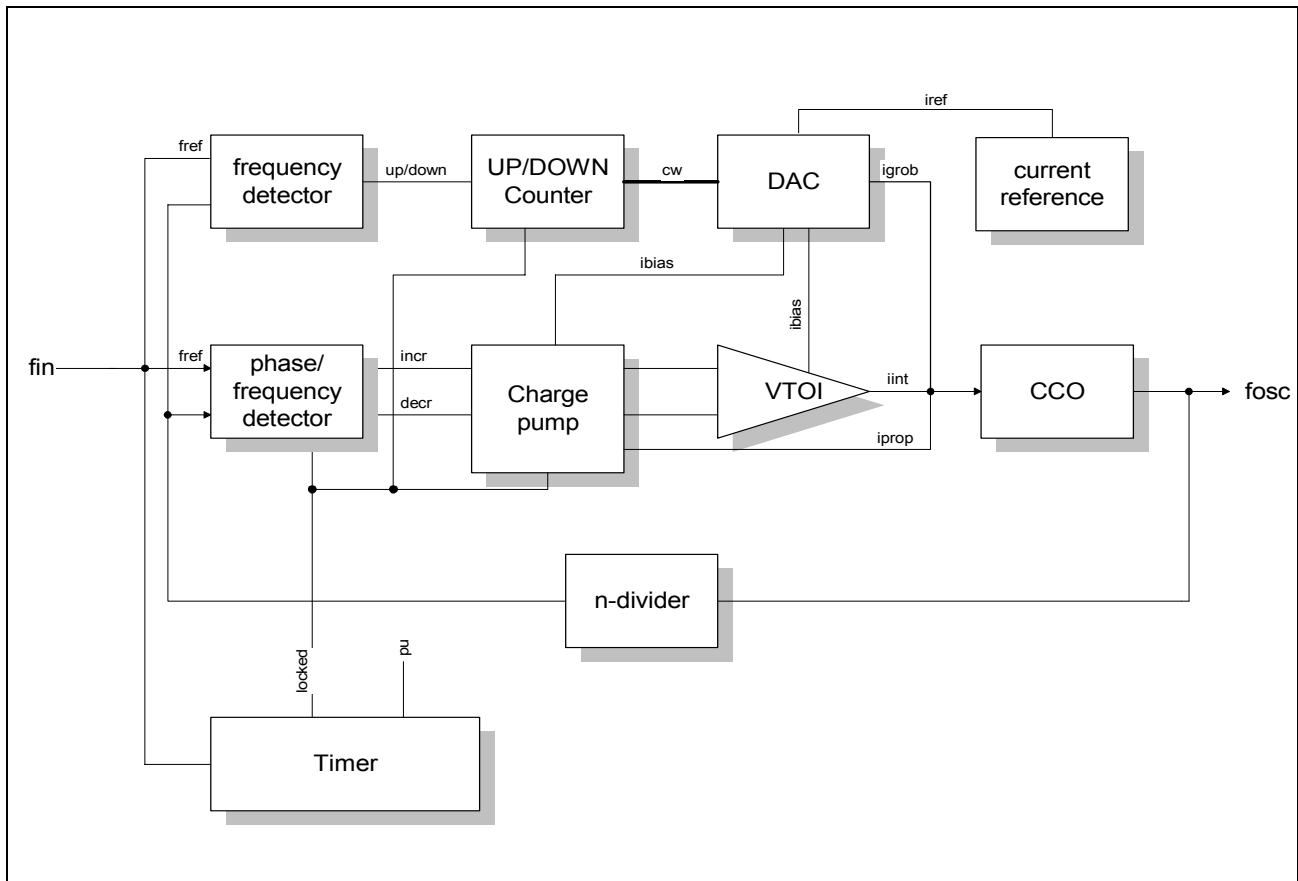 iref
fref
frequency
detector
up/down
UP/DOWN
Counter
cw
DAC
igrob
current
reference
ibias
ibias
fin
fref
phase/
frequency
detector
incr
decr
Charge
pump
VTOI
iint
iprop
CCO
fosc
n-divider
locked
pu
Timer